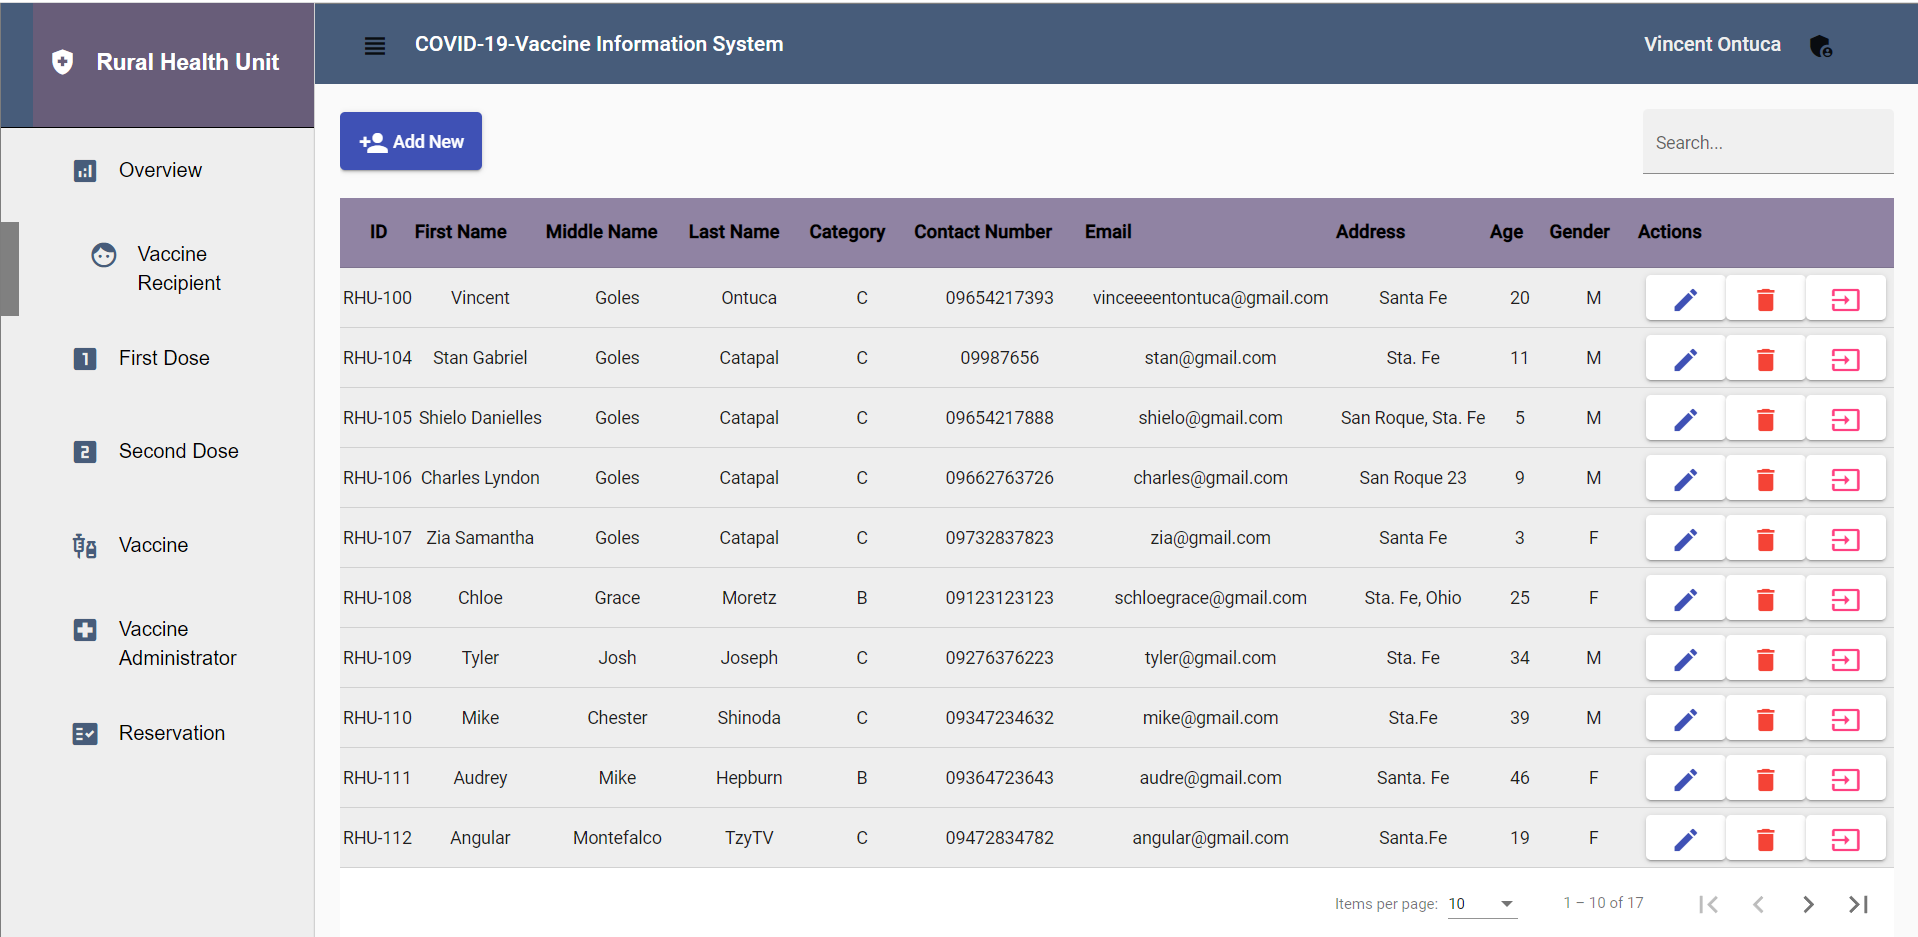 Rural Health Unit
COVID-19-Vaccine Information System
Vincent Ontuca
Overview
Vaccine
Recipient
1 First Dose
2 Second Dose
Vaccine
Vaccine
Administrator
Reservation
Add New
Search...
ID First Name Middle Name Last Name Category Contact Number Email Address Age Gender Actions
RHU-100 Vincent Goles Ontuca C 09654217393 vinceeeentontuca@gmail.com Santa Fe 20 M
RHU-104 Stan Gabriel Goles Catapal C 09987656 stan@gmail.com Sta. Fe 11 M
RHU-105 Shielo Danielles Goles Catapal C 09654217888 shielo@gmail.com San Roque, Sta. Fe 5 M
RHU-106 Charles Lyndon Goles Catapal C 09662763726 charles@gmail.com San Roque 23 9 M
RHU-107 Zia Samantha Goles Catapal C 09732837823 zia@gmail.com Santa Fe 3 F
RHU-108 Chloe Grace Moretz B 09123123123 schloegrace@gmail.com Sta. Fe, Ohio 25 F
RHU-109 Tyler Josh Joseph C 09276376223 tyler@gmail.com Sta. Fe 34 M
RHU-110 Mike Chester Shinoda C 09347234632 mike@gmail.com Sta.Fe 39 M
RHU-111 Audrey Mike Hepburn B 09364723643 audre@gmail.com Santa. Fe 46 F
RHU-112 Angular Montefalco TzyTV C 09472834782 angular@gmail.com Santa.Fe 19 F
Items per page: 10 1 – 10 of 17